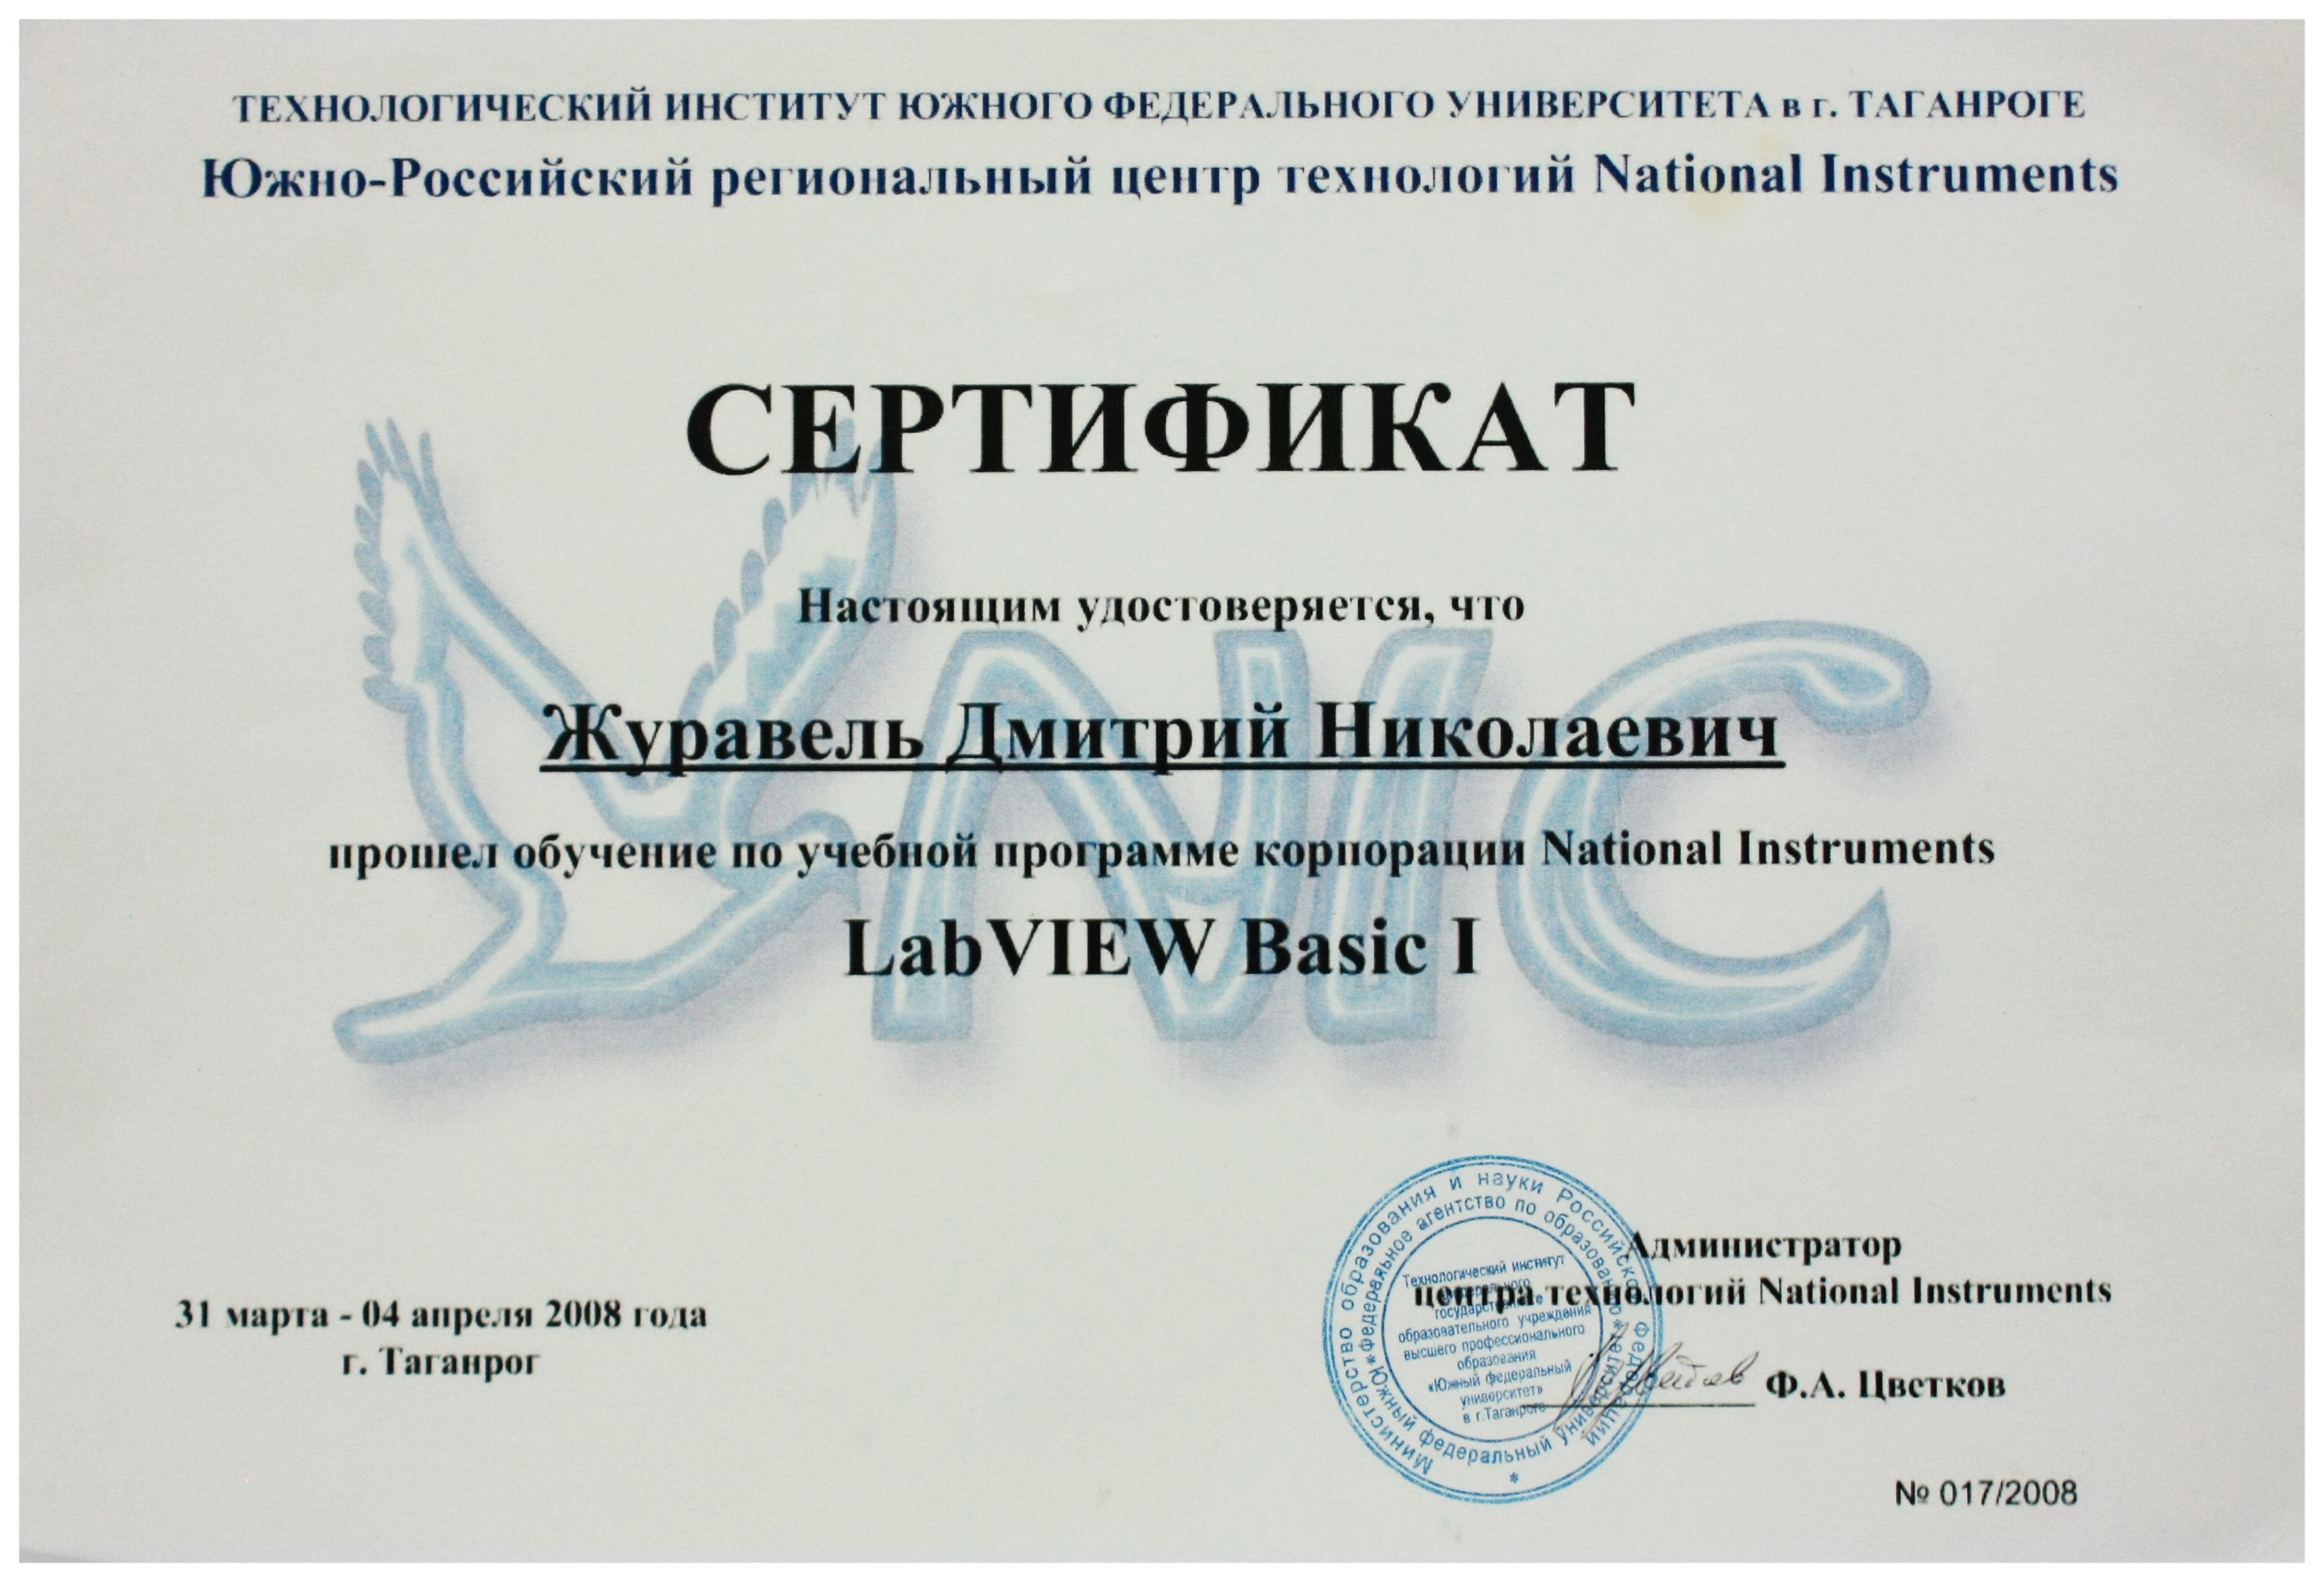 ТЕХНОЛОГИЧЕСКИЙ ИНСТИТУТ ЮЖНОГО ФЕДЕРАЛЬНОГО УНИВЕРСИТЕТА в г. ТАГАНРОГЕ
Южно-Российский региональный центр технологий National Instruments
СЕРТИФИКАТ
Настоящим удостоверяется, что
Журавель Дмитрий Николаевич
прошел обучение по учебной программе корпорации National Instruments
LabVIEW Basic I
NIC
31 марта - 04 апреля 2008 года
г. Таганрог
Администратор
центра технологий National Instruments
Ф.А. Цветков
№ 017/2008
Министерство образования и науки Российской Федерации
*Федеральное агентство по образованию*
Южный федеральный университет
Технологический институт
федерального
государственного
образовательного учреждения
высшего профессионального
образования
«Южный федеральный
университет»
в г.Таганроге